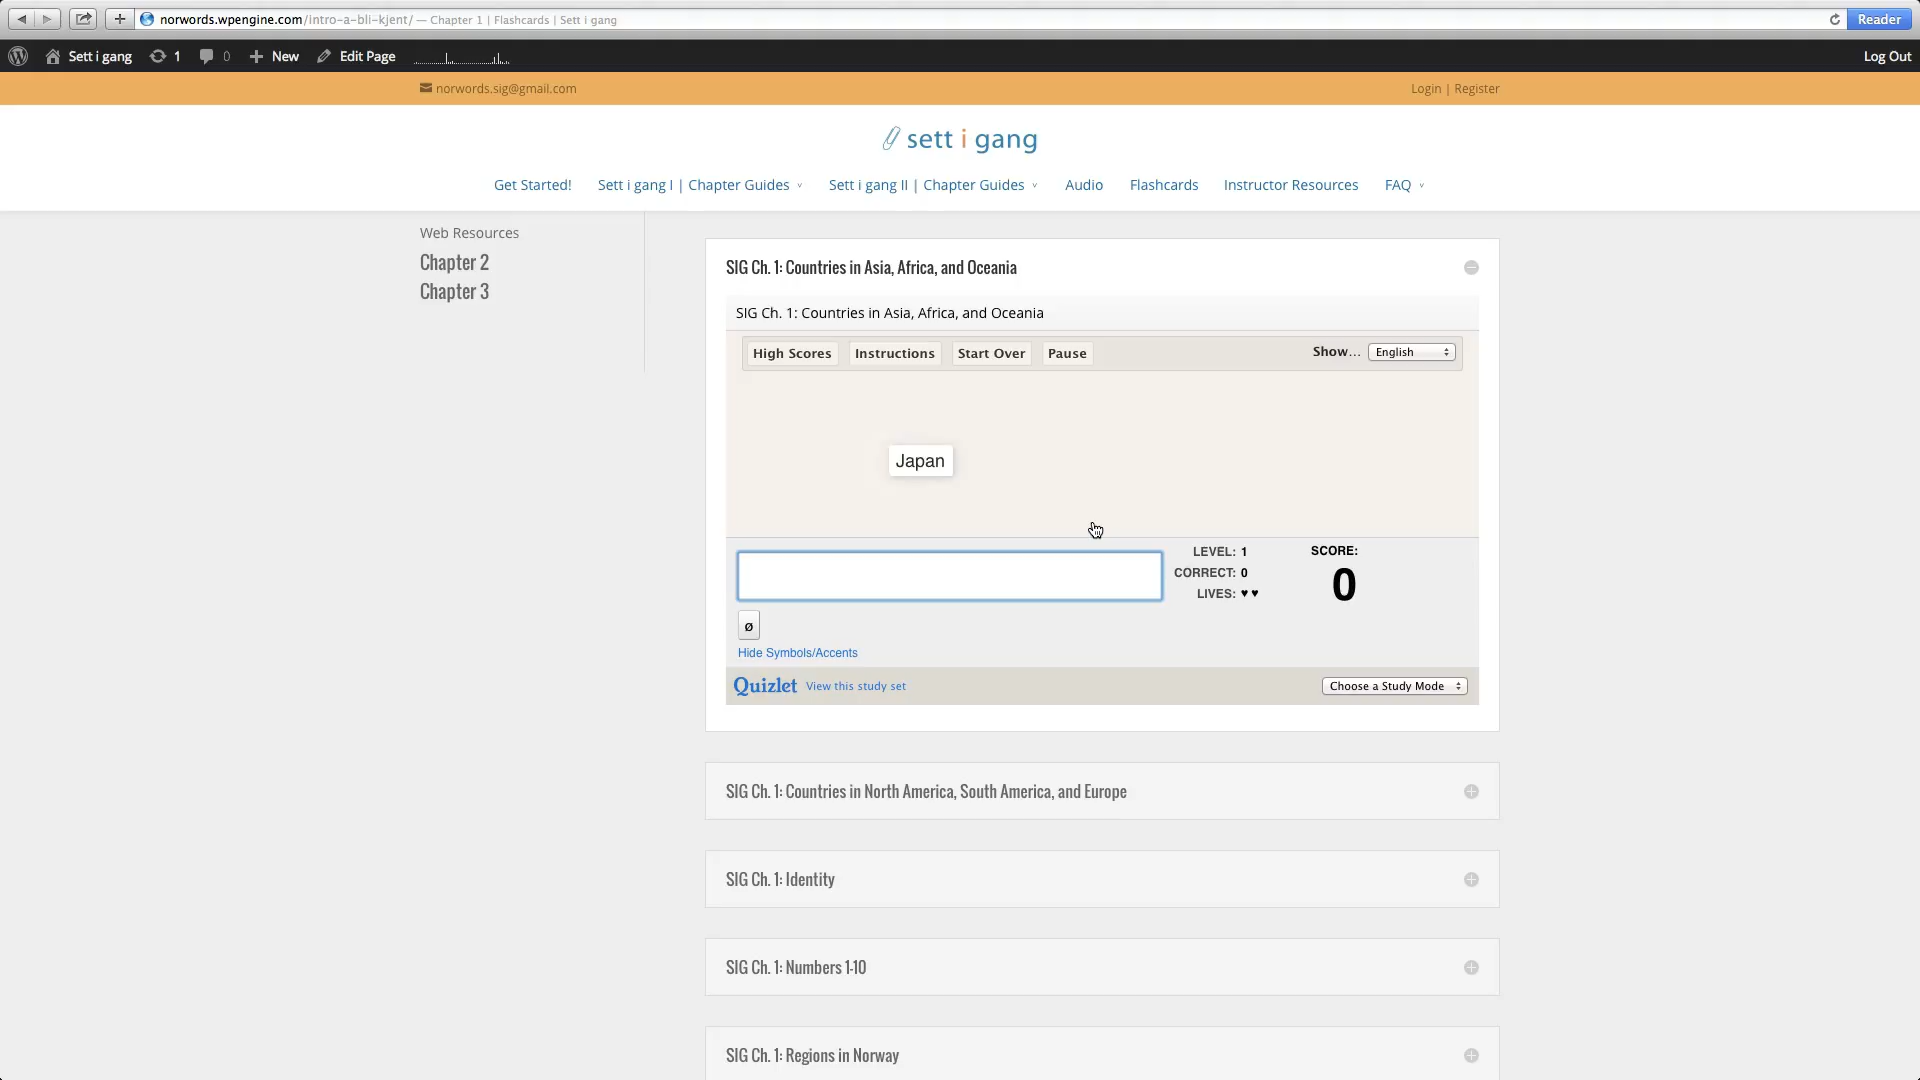 norwords.wpengine.com/intro-a-bli-kjent/ — Chapter 1 | Flashcards | Sett i gang
Reader
Sett i gang 1 0 New Edit Page Log Out
norwords.sig@gmail.com Login | Register
sett i gang
Get Started! Sett i gang I | Chapter Guides Sett i gang II | Chapter Guides Audio Flashcards Instructor Resources FAQ
Web Resources
Chapter 2
Chapter 3
SIG Ch. 1: Countries in Asia, Africa, and Oceania
SIG Ch. 1: Countries in Asia, Africa, and Oceania
High Scores Instructions Start Over Pause Show... English
Japan
LEVEL: 1
CORRECT: 0
LIVES: ♥♥
SCORE:
0
ø
Hide Symbols/Accents
Quizlet View this study set Choose a Study Mode
SIG Ch. 1: Countries in North America, South America, and Europe
SIG Ch. 1: Identity
SIG Ch. 1: Numbers 1-10
SIG Ch. 1: Regions in Norway